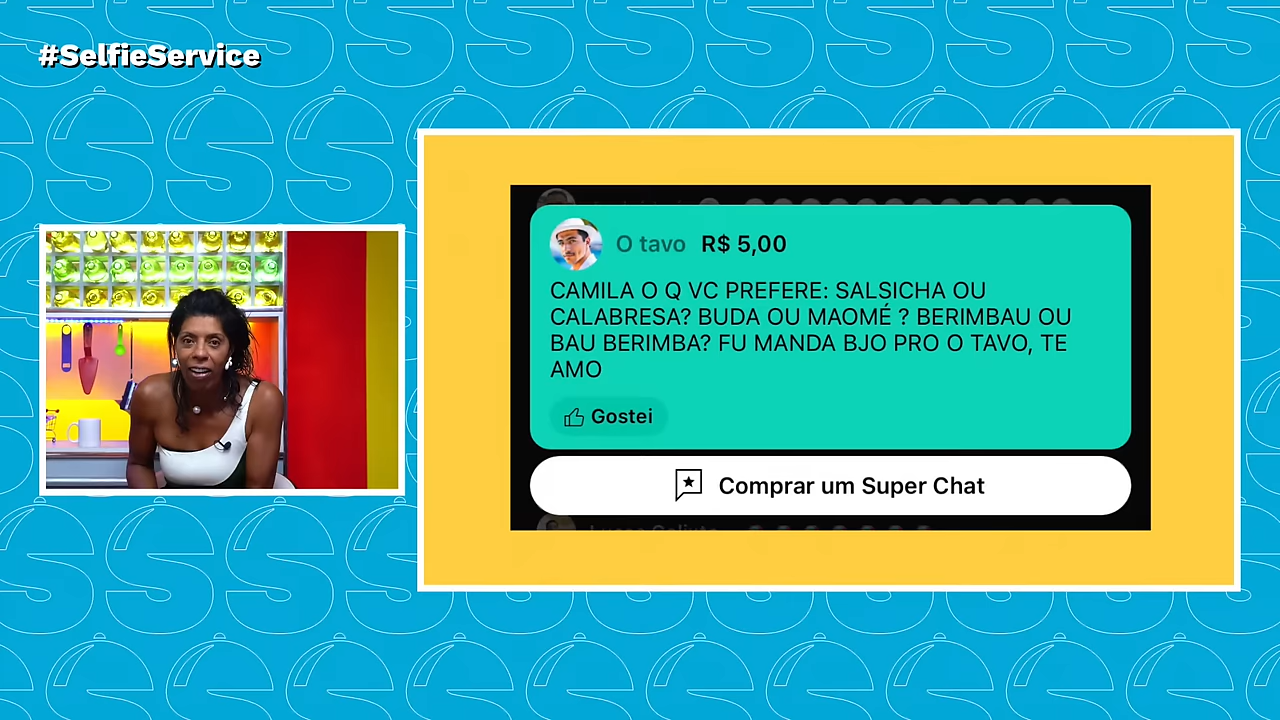 #SelfieService
O tavo R$ 5,00
CAMILA O Q VC PREFERE: SALSICHA OU
CALABRESA? BUDA OU MAOMÉ ? BERIMBAU OU
BAU BERIMBA? FU MANDA BJO PRO O TAVO, TE
AMO
Gostei
Comprar um Super Chat